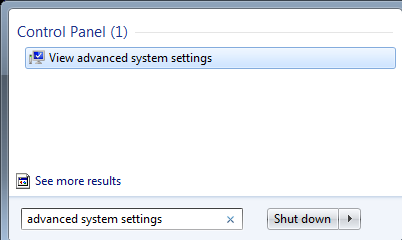 Control Panel (1)
View advanced system settings
See more results
advanced system settings
Shut down